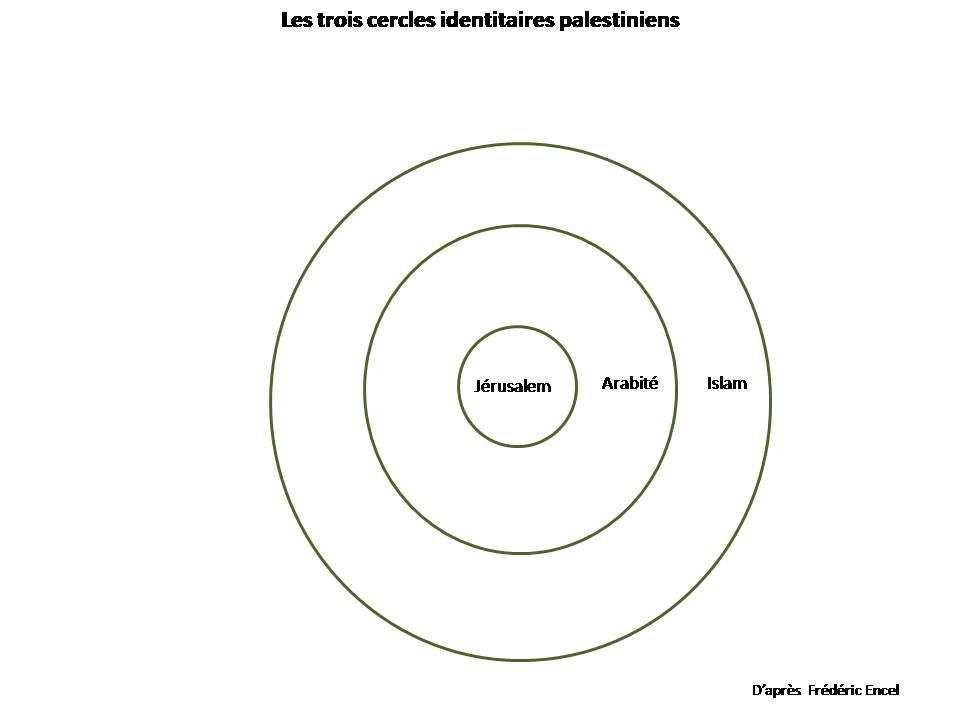 Les trois cercles identitaires palestiniens
Jérusalem
Arabité
Islam
D'après Frédéric Encel